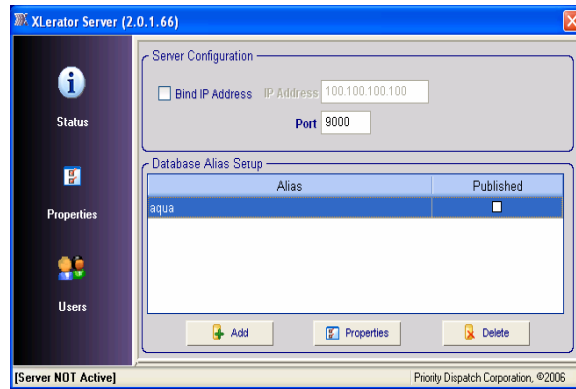 XLerator Server (2.0.1.66)
Status
Properties
Users
Server Configuration
Bind IP Address IP Address 100.100.100.100
Port 9000
Database Alias Setup
Alias Published
aqua
Add Properties Delete
[Server NOT Active] Priority Dispatch Corporation, ©2006